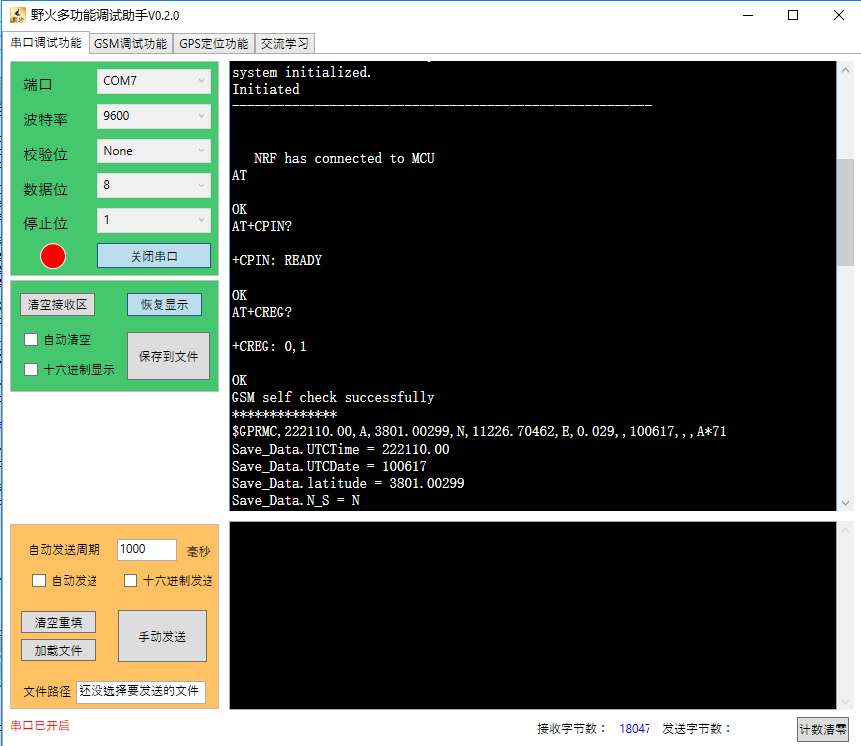 野火多功能调试助手V0.2.0
串口调试功能 GSM调试功能 GPS定位功能 交流学习
端口 COM7
波特率 9600
校验位 None
数据位 8
停止位 1
关闭串口
清空接收区 恢复显示
自动清空
十六进制显示
保存到文件
system initialized.
Initiated
--------------------------------------------------------
NRF has connected to MCU
AT
OK
AT+CPIN?
+CPIN: READY
OK
AT+CREG?
+CREG: 0,1
OK
GSM self check successfully
**************
$GPRMC,222110.00,A,3801.00299,N,11226.70462,E,0.029,,100617,,,A*71
Save_Data.UTCTime = 222110.00
Save_Data.UTCDate = 100617
Save_Data.latitude = 3801.00299
Save_Data.N_S = N
自动发送周期 1000 毫秒
自动发送 十六进制发送
清空重填
加载文件
手动发送
文件路径 还没选择要发送的文件
串口已开启
接收字节数： 18047 发送字节数：
计数清零